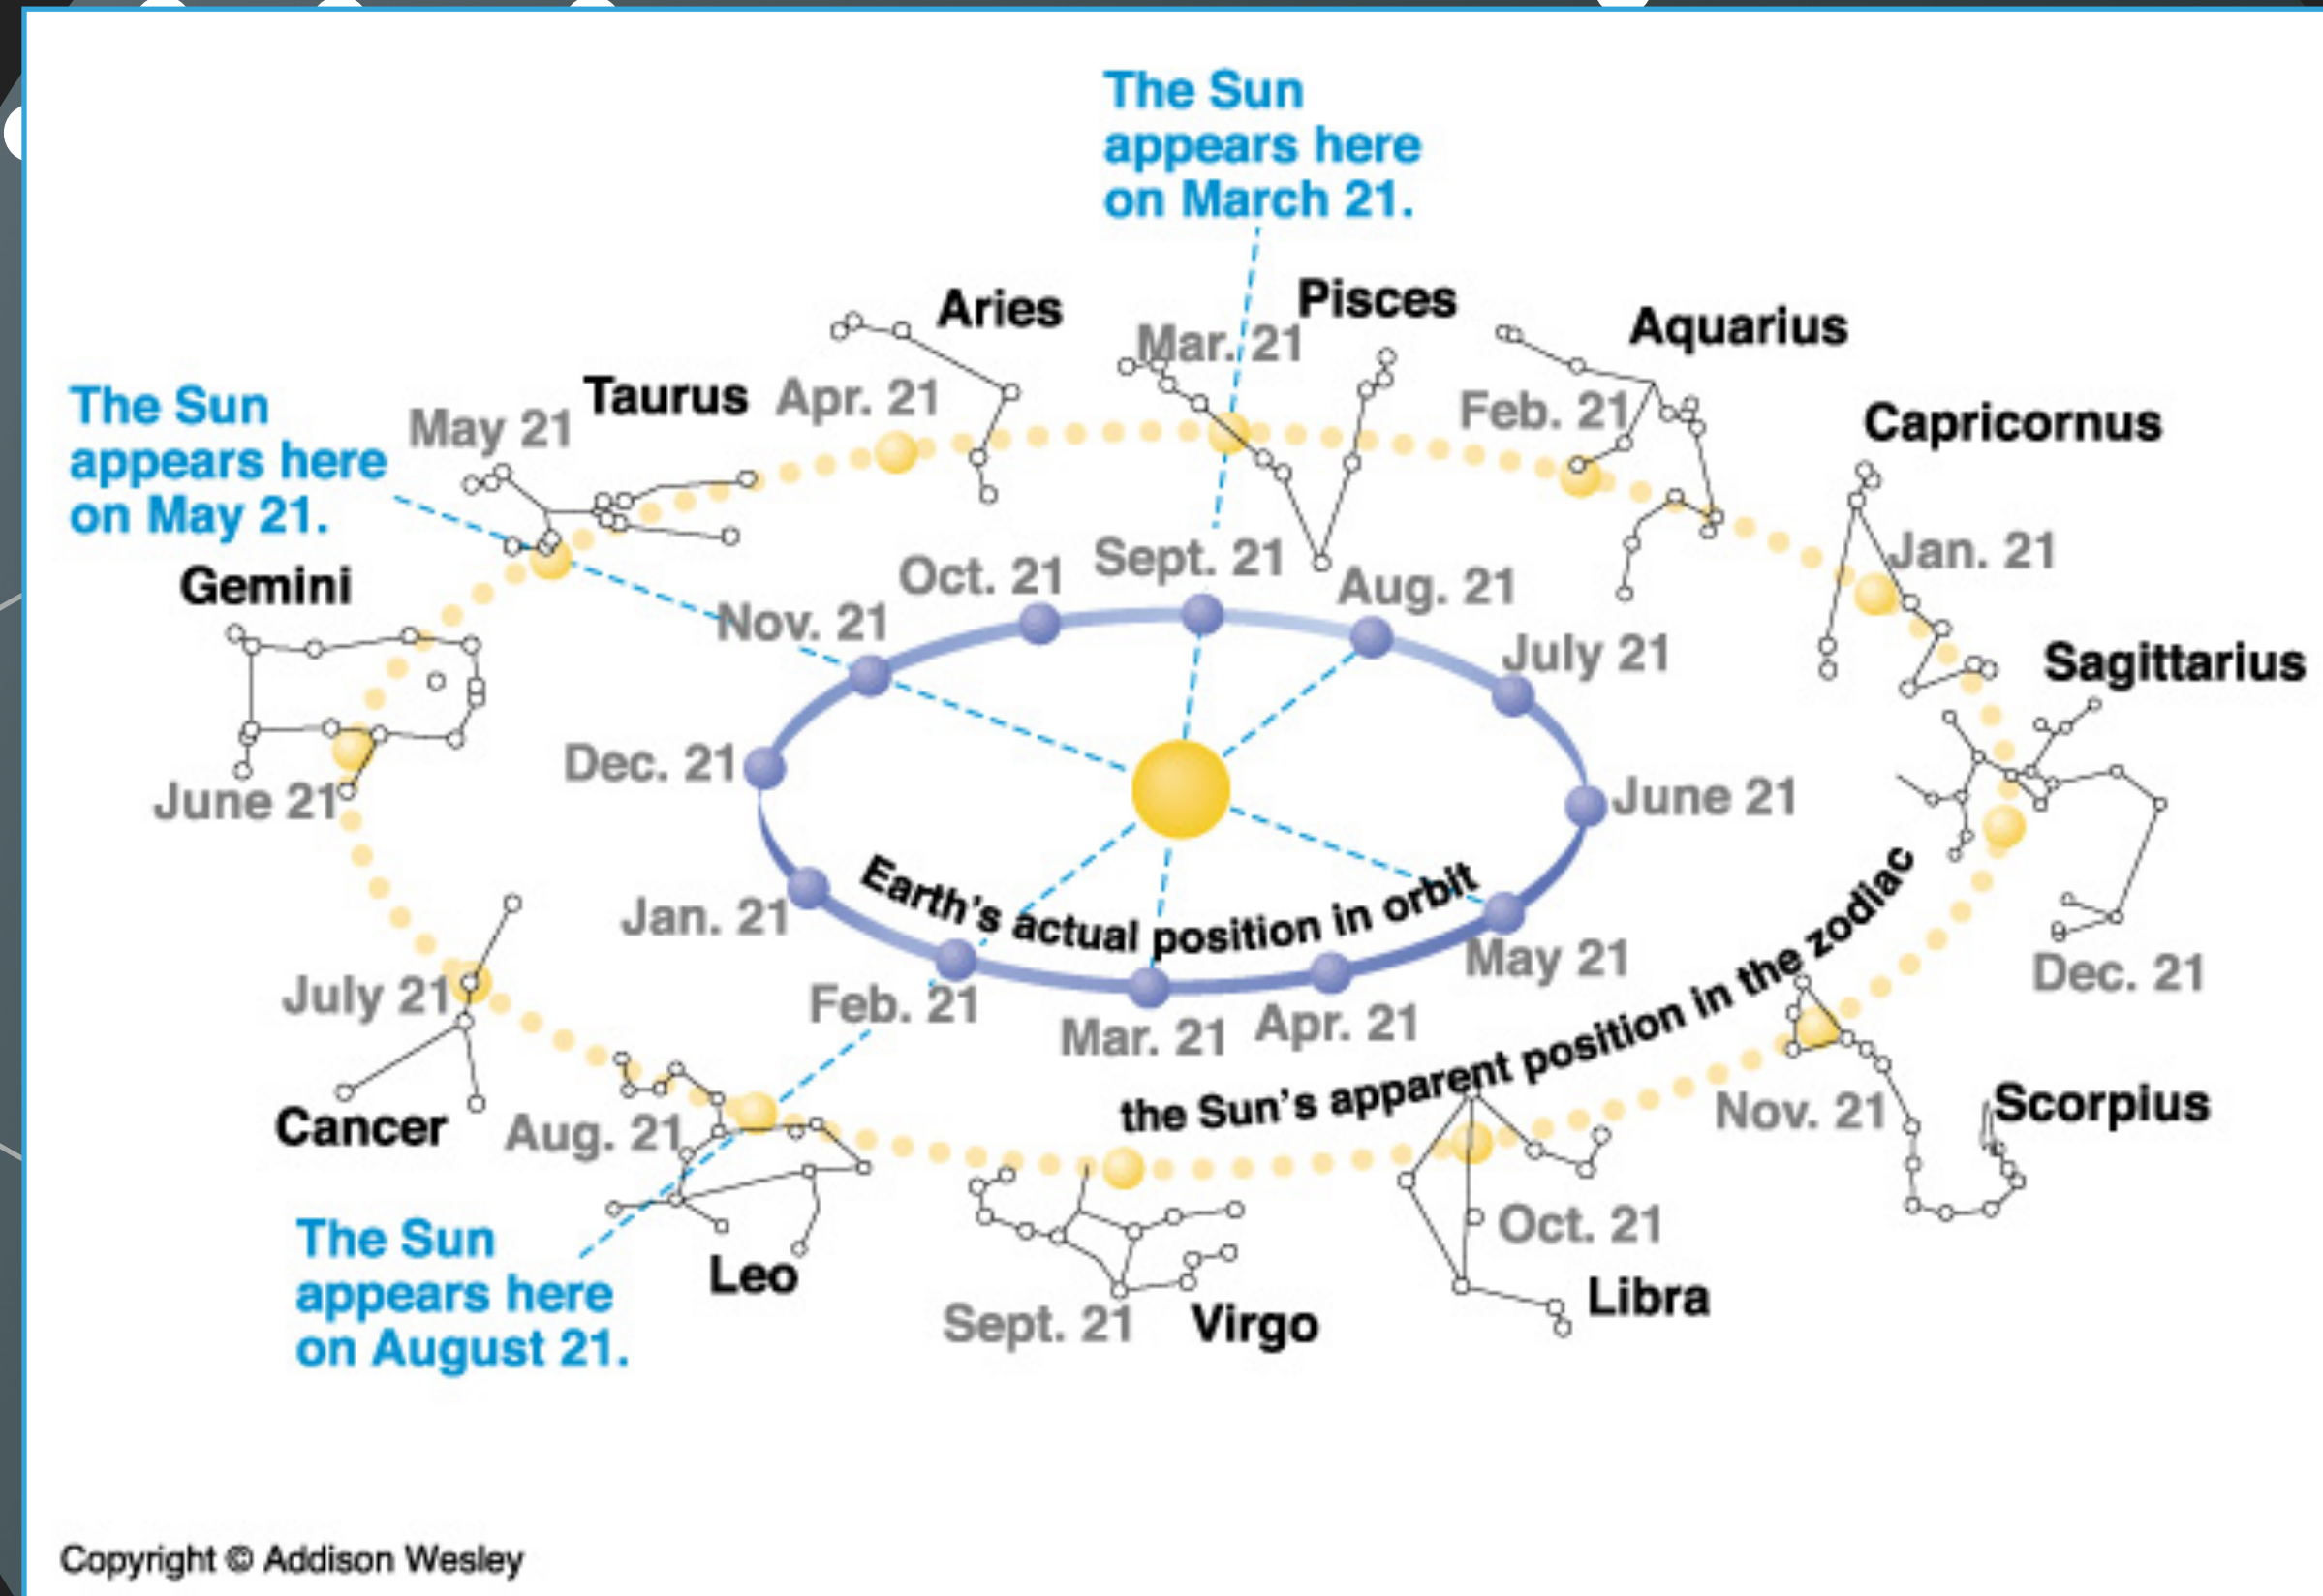 The Sun
appears here
on March 21.
Aries
Pisces
Aquarius
Mar. 21
The Sun
appears here
on May 21.
May 21
Taurus
Apr. 21
Feb. 21
Capricornus
Gemini
Oct. 21
Sept. 21
Aug. 21
Jan. 21
Nov. 21
July 21
Sagittarius
Dec. 21
June 21
June 21
Earth's actual position in orbit
Jan. 21
May 21
Dec. 21
July 21
Feb. 21
Mar. 21
Apr. 21
the Sun's apparent position in the zodiac
Cancer
Aug. 21
Nov. 21
Scorpius
The Sun
appears here
on August 21.
Leo
Sept. 21
Virgo
Oct. 21
Libra
Copyright © Addison Wesley